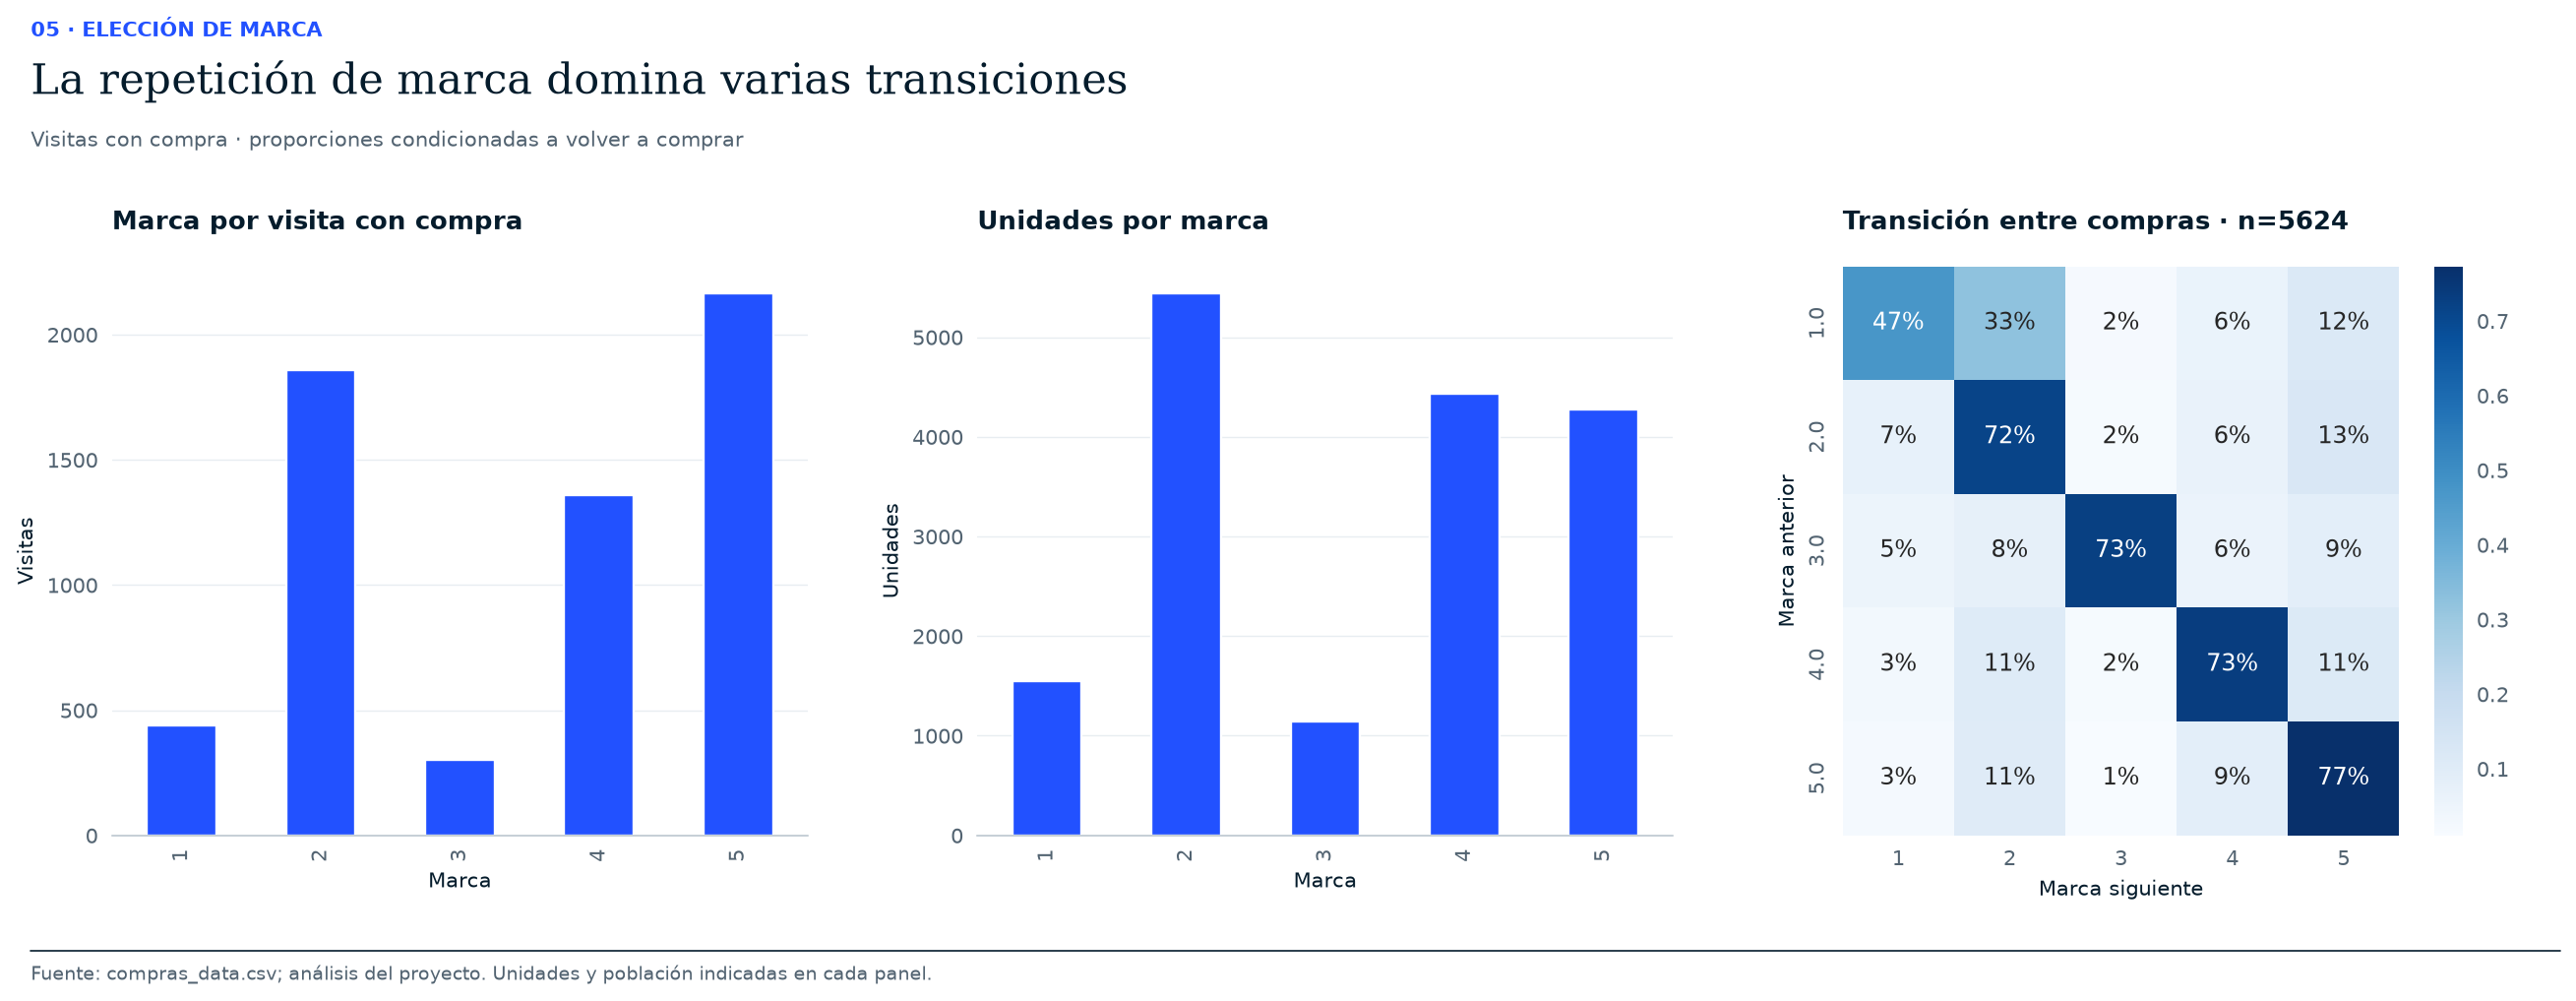 05 · ELECCIÓN DE MARCA
La repetición de marca domina varias transiciones
Visitas con compra · proporciones condicionadas a volver a comprar
Marca por visita con compra
Visitas
2000
1500
1000
500
0
1 2 3 4 5
Marca
Unidades por marca
Unidades
5000
4000
3000
2000
1000
0
1 2 3 4 5
Marca
Transición entre compras · n=5624
Marca anterior
1.0 47% 33% 2% 6% 12%
2.0 7% 72% 2% 6% 13%
3.0 5% 8% 73% 6% 9%
4.0 3% 11% 2% 73% 11%
5.0 3% 11% 1% 9% 77%
1 2 3 4 5
Marca siguiente
0.7
0.6
0.5
0.4
0.3
0.2
0.1
Fuente: compras_data.csv; análisis del proyecto. Unidades y población indicadas en cada panel.